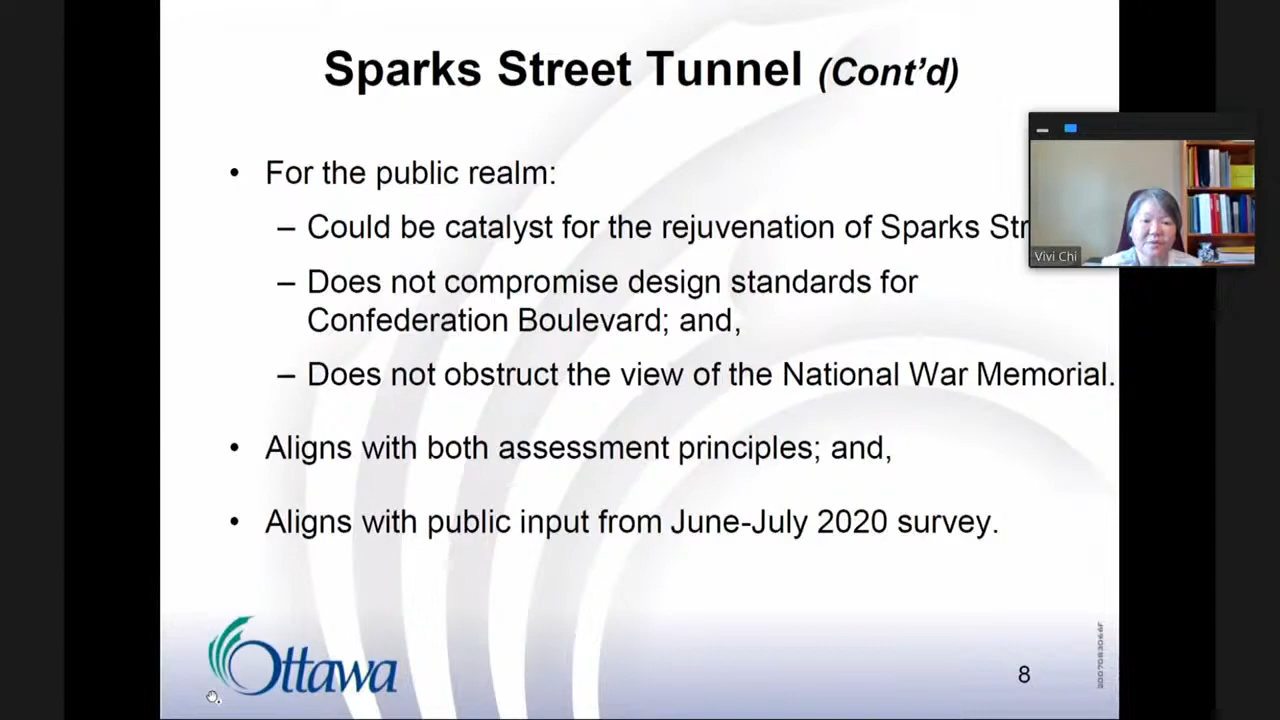 Sparks Street Tunnel (Cont'd)
• For the public realm:
– Could be catalyst for the rejuvenation of Sparks Str
– Does not compromise design standards for
Confederation Boulevard; and,
– Does not obstruct the view of the National War Memorial.
• Aligns with both assessment principles; and,
• Aligns with public input from June-July 2020 survey.
Vivi Chi
Ottawa
8
2007083066F